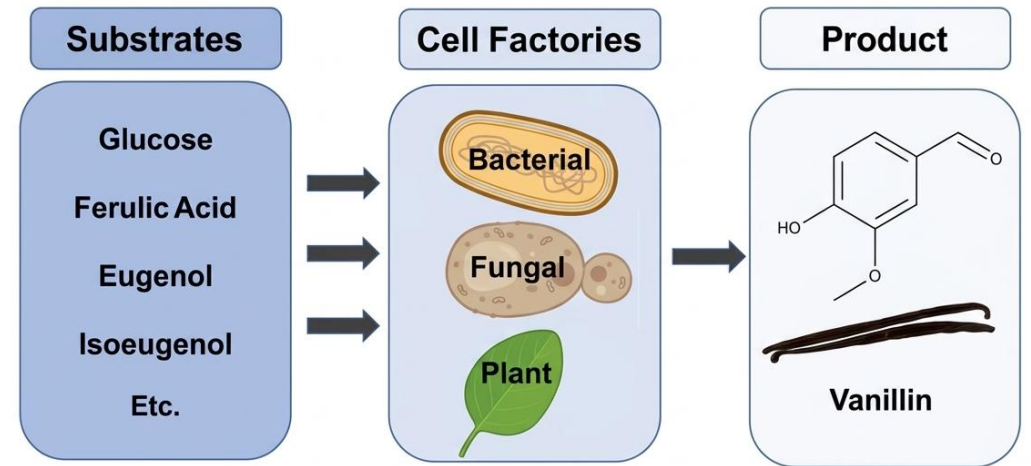 Substrates
Glucose
Ferulic Acid
Eugenol
Isoeugenol
Etc.
Cell Factories
Bacterial
Fungal
Plant
Product
O
HO
O
Vanillin